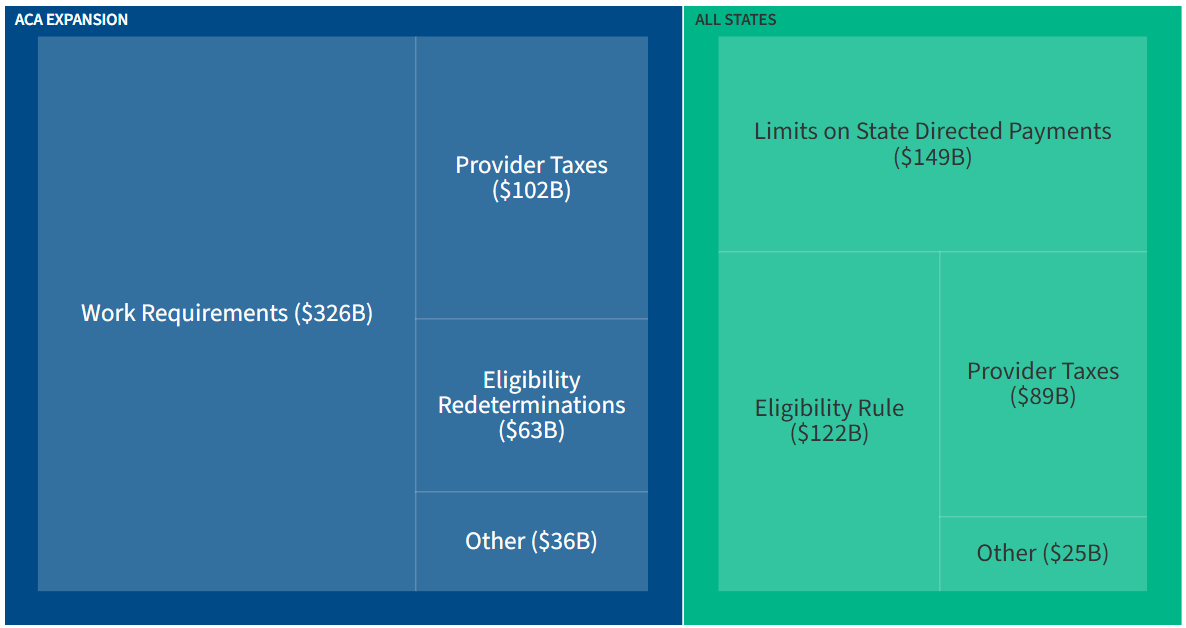 ACA EXPANSION
Work Requirements ($326B)
Provider Taxes
($102B)
Eligibility
Redeterminations
($63B)
Other ($36B)
ALL STATES
Limits on State Directed Payments
($149B)
Eligibility Rule
($122B)
Provider Taxes
($89B)
Other ($25B)